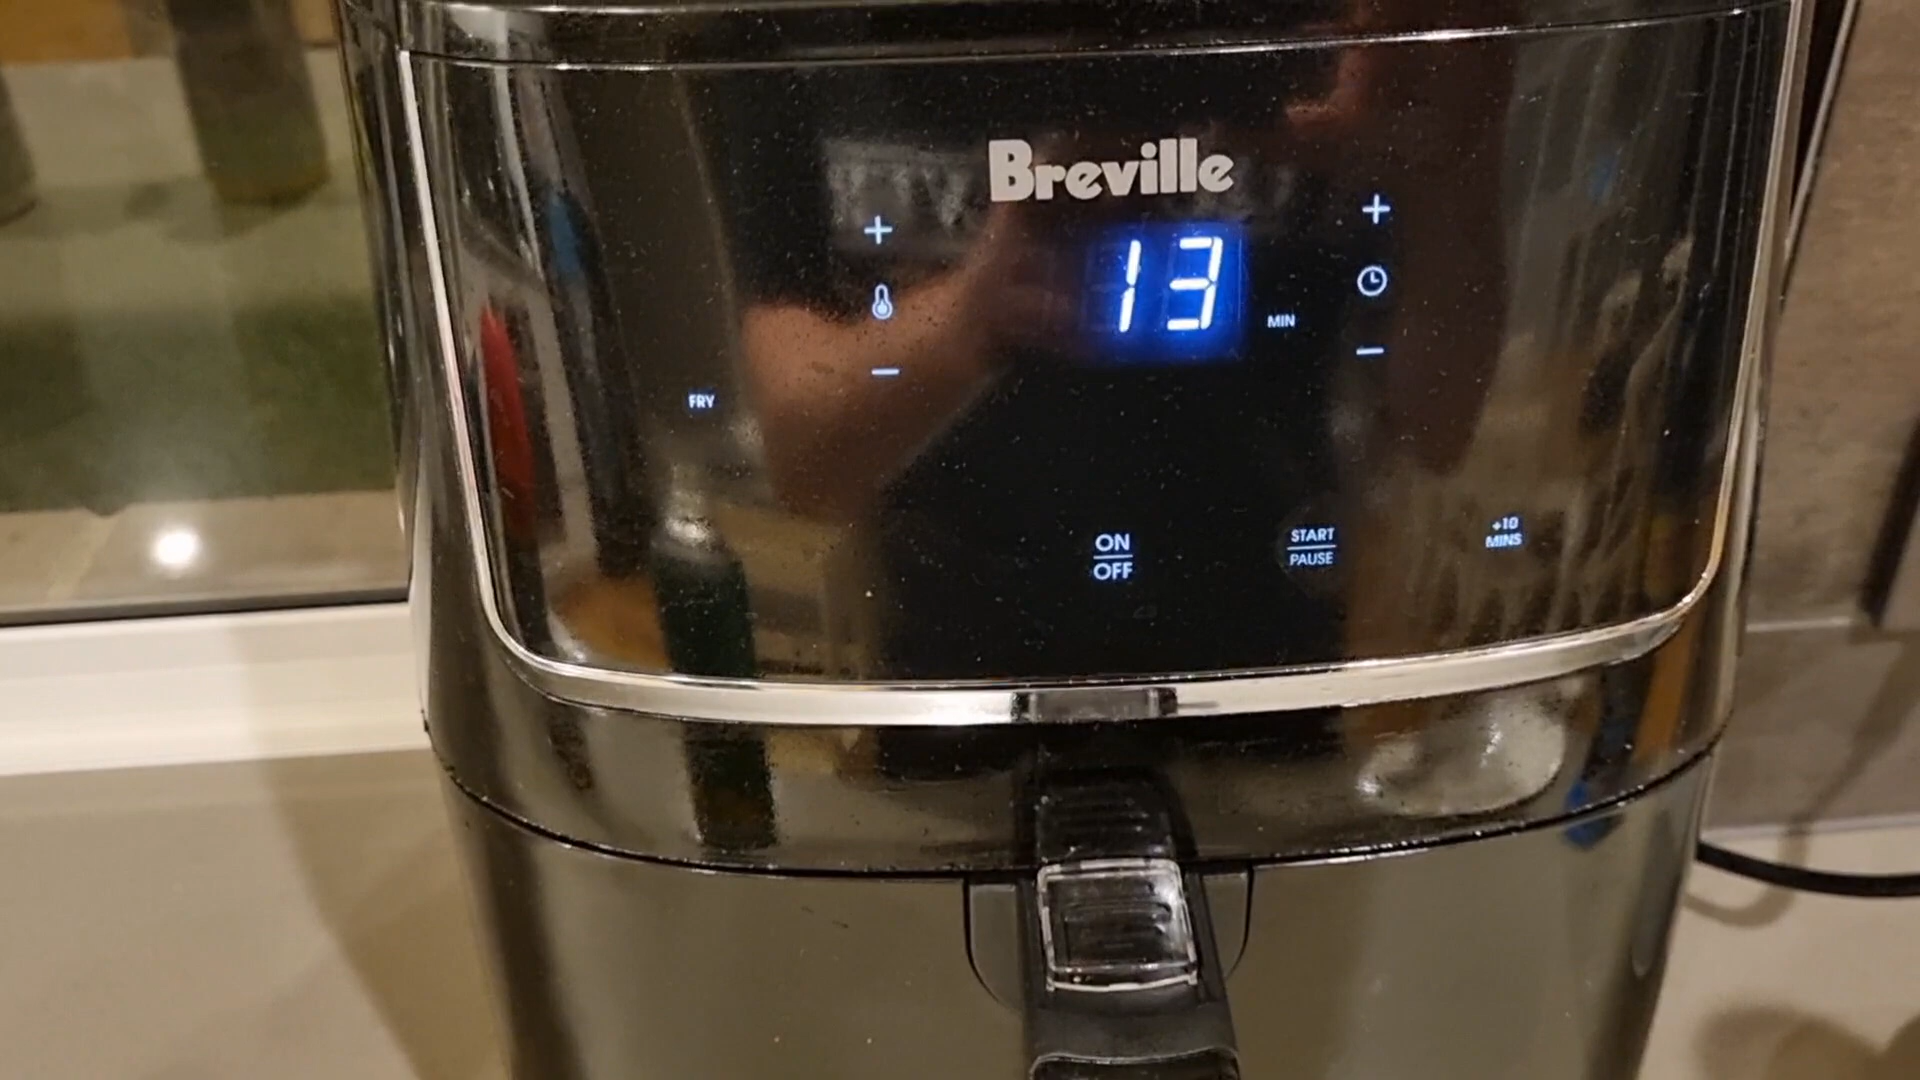 Breville
+
+
13
MIN
-
-
FRY
ON
OFF
START
PAUSE
+10
MINS